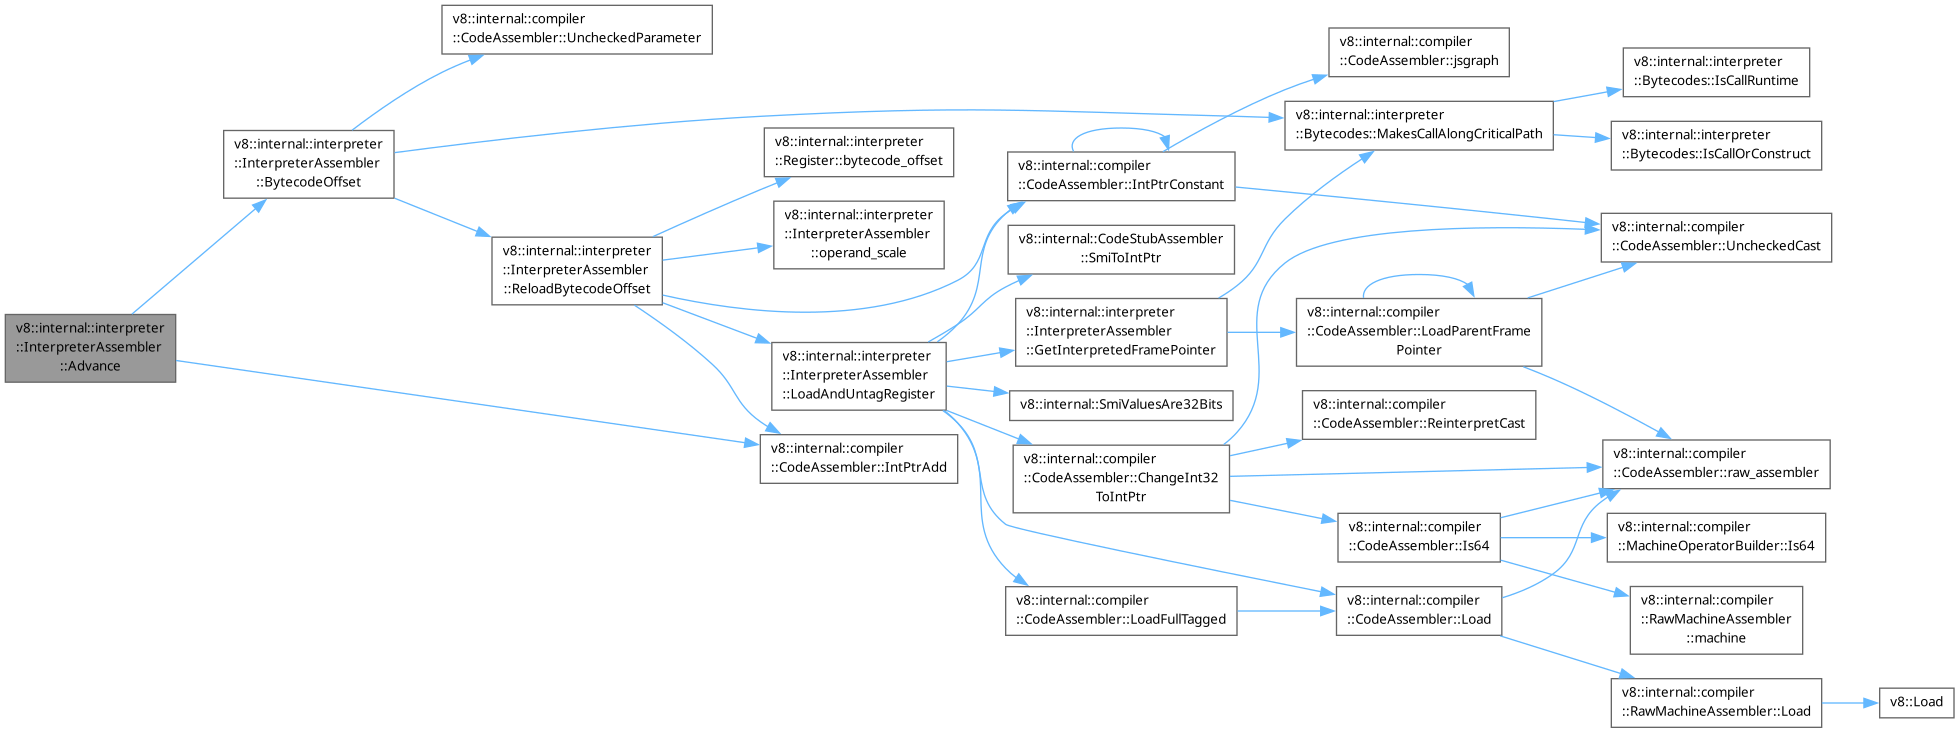 v8::internal::interpreter
::InterpreterAssembler
::Advance
v8::internal::interpreter
::InterpreterAssembler
::BytecodeOffset
v8::internal::compiler
::CodeAssembler::UncheckedParameter
v8::internal::interpreter
::InterpreterAssembler
::ReloadBytecodeOffset
v8::internal::interpreter
::Register::bytecode_offset
v8::internal::interpreter
::InterpreterAssembler
::operand_scale
v8::internal::interpreter
::InterpreterAssembler
::LoadAndUntagRegister
v8::internal::compiler
::CodeAssembler::IntPtrAdd
v8::internal::compiler
::CodeAssembler::IntPtrConstant
v8::internal::CodeStubAssembler
::SmiToIntPtr
v8::internal::interpreter
::InterpreterAssembler
::GetInterpretedFramePointer
v8::internal::SmiValuesAre32Bits
v8::internal::compiler
::CodeAssembler::ChangeInt32
ToIntPtr
v8::internal::compiler
::CodeAssembler::LoadFullTagged
v8::internal::compiler
::CodeAssembler::jsgraph
v8::internal::interpreter
::Bytecodes::MakesCallAlongCriticalPath
v8::internal::compiler
::CodeAssembler::LoadParentFrame
Pointer
v8::internal::compiler
::CodeAssembler::ReinterpretCast
v8::internal::compiler
::CodeAssembler::Is64
v8::internal::compiler
::CodeAssembler::Load
v8::internal::interpreter
::Bytecodes::IsCallRuntime
v8::internal::interpreter
::Bytecodes::IsCallOrConstruct
v8::internal::compiler
::CodeAssembler::UncheckedCast
v8::internal::compiler
::CodeAssembler::raw_assembler
v8::internal::compiler
::MachineOperatorBuilder::Is64
v8::internal::compiler
::RawMachineAssembler
::machine
v8::internal::compiler
::RawMachineAssembler::Load
v8::Load